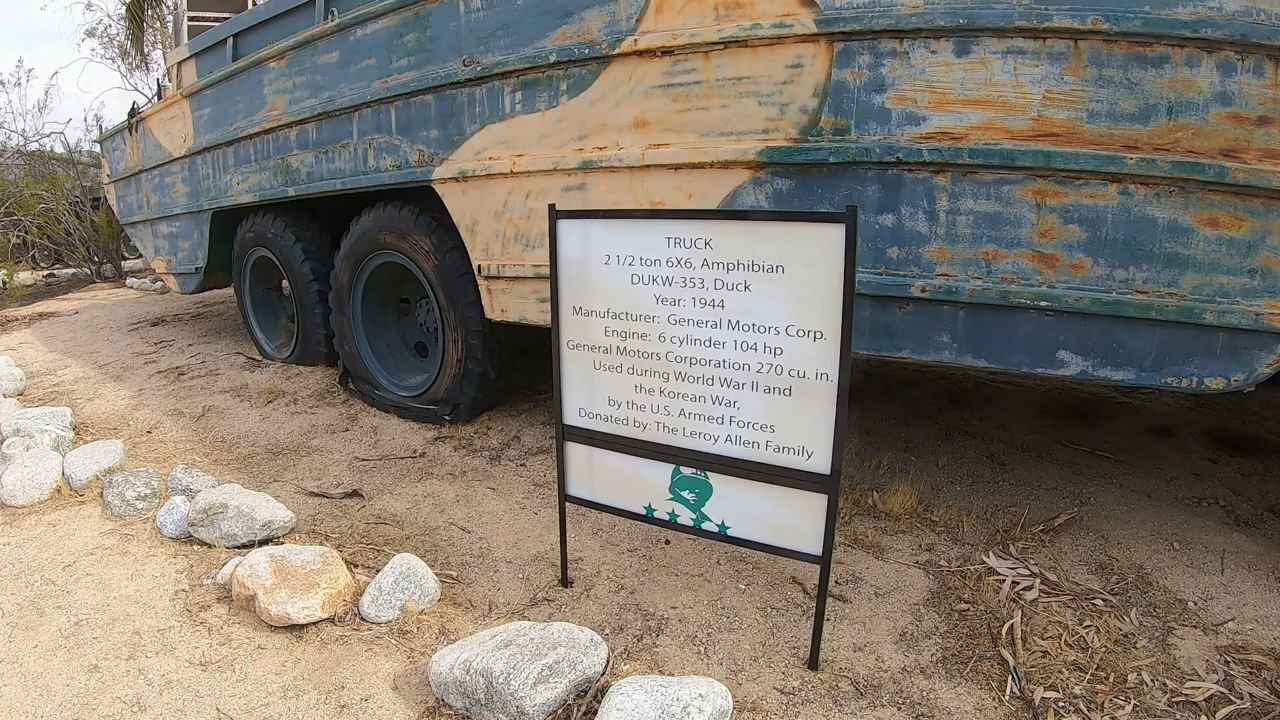 TRUCK
2 1/2 ton 6X6, Amphibian
DUKW-353, Duck
Year: 1944
Manufacturer: General Motors Corp.
Engine: 6 cylinder 104 hp
General Motors Corporation 270 cu. in.
Used during World War II and
the Korean War,
by the U.S. Armed Forces
Donated by: The Leroy Allen Family